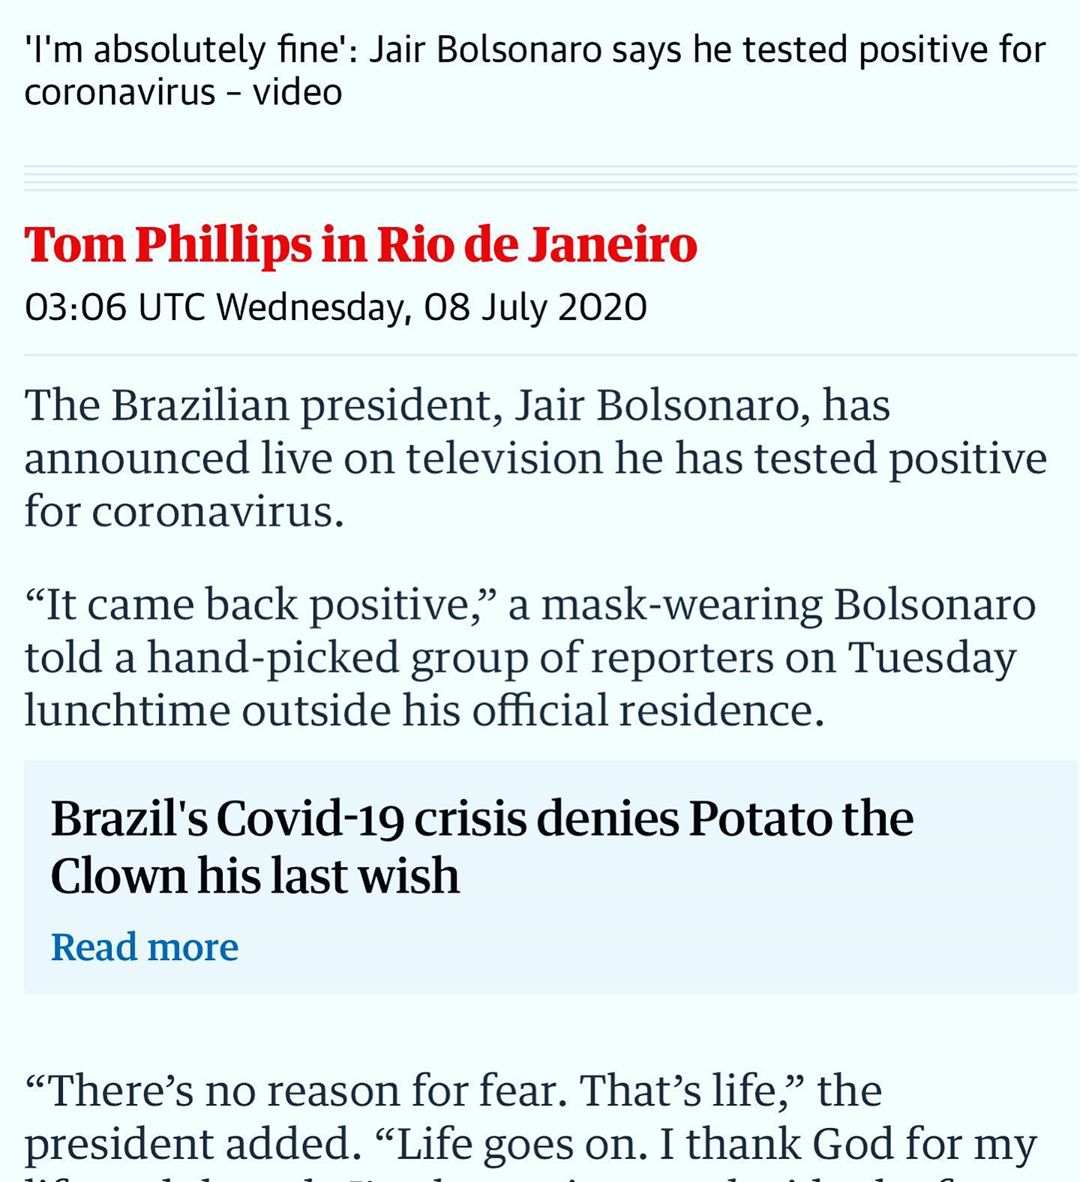 'I'm absolutely fine': Jair Bolsonaro says he tested positive for
coronavirus – video
Tom Phillips in Rio de Janeiro
03:06 UTC Wednesday, 08 July 2020
The Brazilian president, Jair Bolsonaro, has
announced live on television he has tested positive
for coronavirus.
“It came back positive,” a mask-wearing Bolsonaro
told a hand-picked group of reporters on Tuesday
lunchtime outside his official residence.
Brazil's Covid-19 crisis denies Potato the
Clown his last wish
Read more
“There’s no reason for fear. That’s life,” the
president added. “Life goes on. I thank God for my